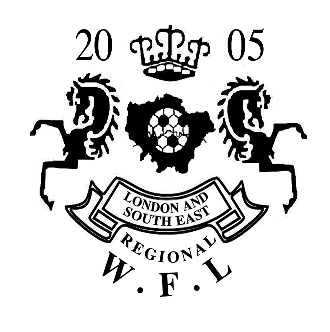 20 05
LONDON AND
SOUTH EAST
REGIONAL
W.F.L